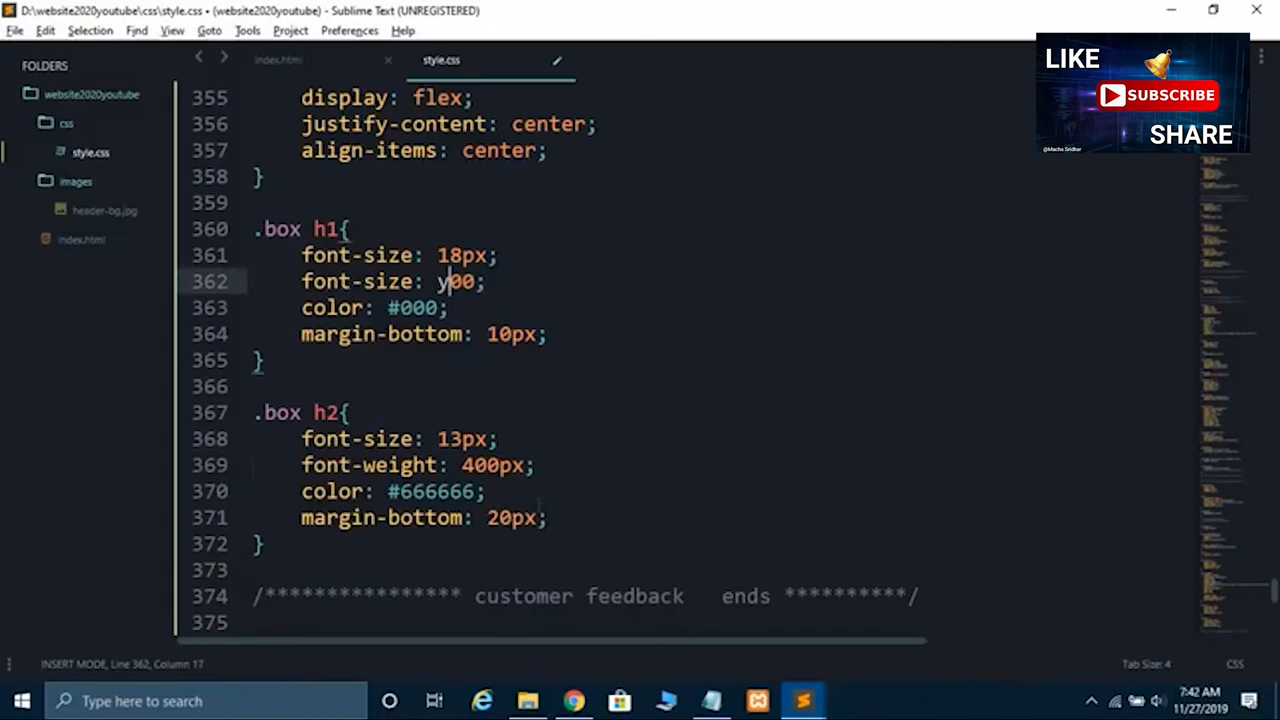 D:\website2020youtube\css\style.css • (website2020youtube) - Sublime Text (UNREGISTERED)
File Edit Selection Find View Goto Tools Project Preferences Help
FOLDERS
website2020youtube
css
style.css
images
header-bg.jpg
index.html
index.html
style.css
LIKE
SUBSCRIBE
SHARE
@Macha Sridhar
355 display: flex;
356 justify-content: center;
357 align-items: center;
358 }
359
360 .box h1{
361 font-size: 18px;
362 font-size: y00;
363 color: #000;
364 margin-bottom: 10px;
365 }
366
367 .box h2{
368 font-size: 13px;
369 font-weight: 400px;
370 color: #666666;
371 margin-bottom: 20px;
372 }
373
374 /**************** customer feedback ends **********/
375
INSERT MODE, Line 362, Column 17
Tab Size: 4
CSS
Type here to search
7:42 AM
11/27/2019